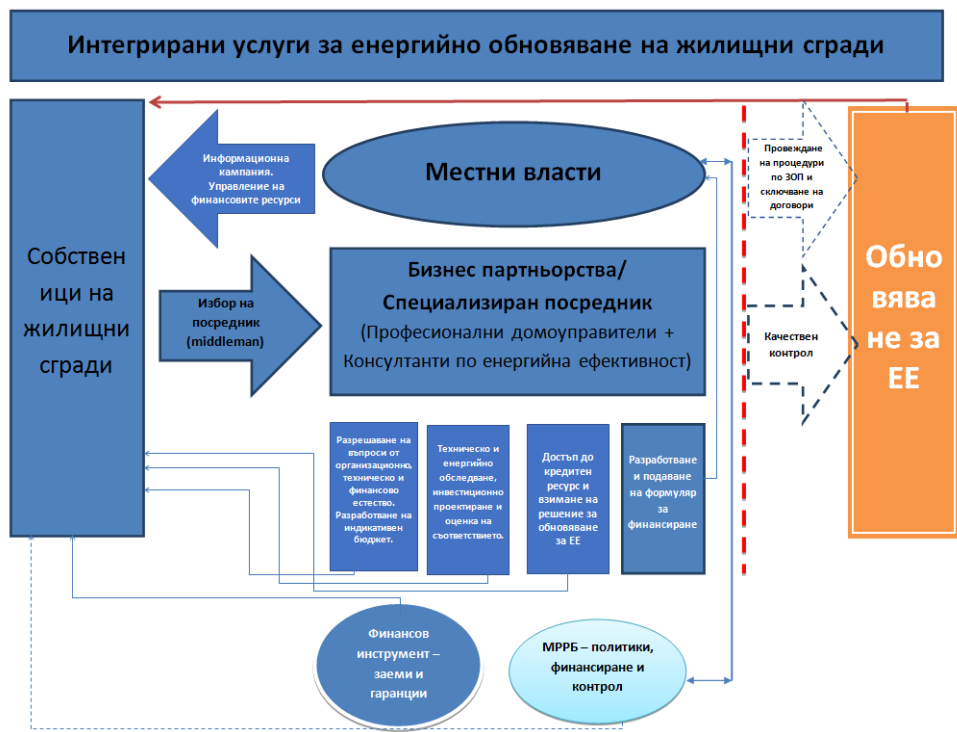 Интегрирани услуги за енергийно обновяване на жилищни сгради
Собствен
ици на
жилищни
сгради
Информационна
кампания.
Управление на
финансовите ресурси
Местни власти
Провеждане
на процедури
по ЗОП и
сключване на
договори
Избор на
посредник
(middleman)
Бизнес партньорства/
Специализиран посредник
(Професионални домоуправители +
Консултанти по енергийна ефективност)
Качествен
контрол
Обно
вява
не за
ЕЕ
Разрешаване на
въпроси от
организационно,
техническо и
финансово
естество.
Разработване на
индикативен
бюджет.
Техническо и
енергийно
обследване,
инвестиционно
проектиране и
оценка на
съответствието.
Достъп до
кредитен
ресурс и
взимане на
решение за
обновяване
за ЕЕ
Разработване
и подаване
на формуляр
за
финансиране
Финансов
инструмент –
заеми и
гаранции
МРРБ – политики,
финансиране и
контрол